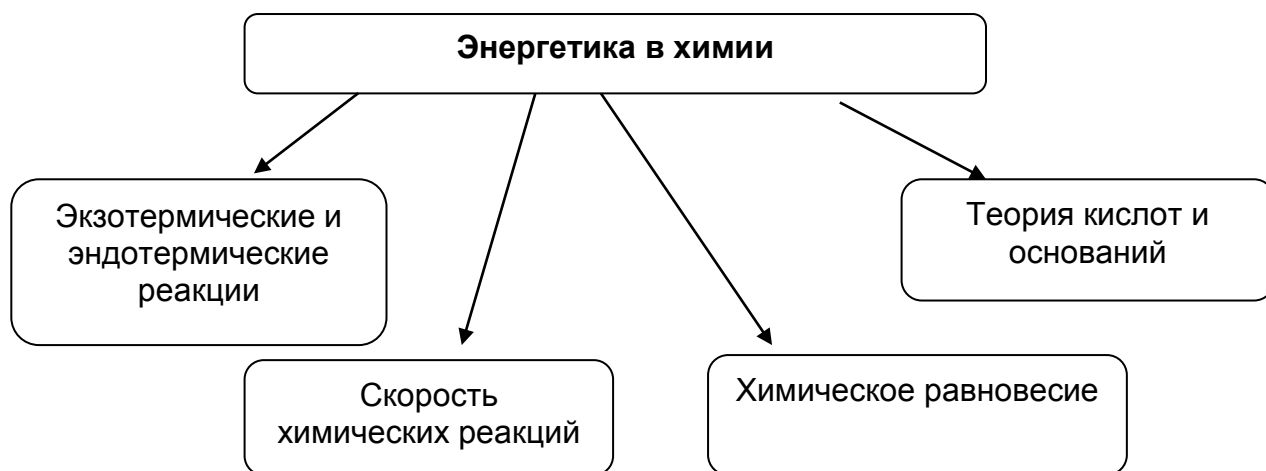 Энергетика в химии
Экзотермические и
эндотермические
реакции
Скорость
химических реакций
Химическое равновесие
Теория кислот и
оснований